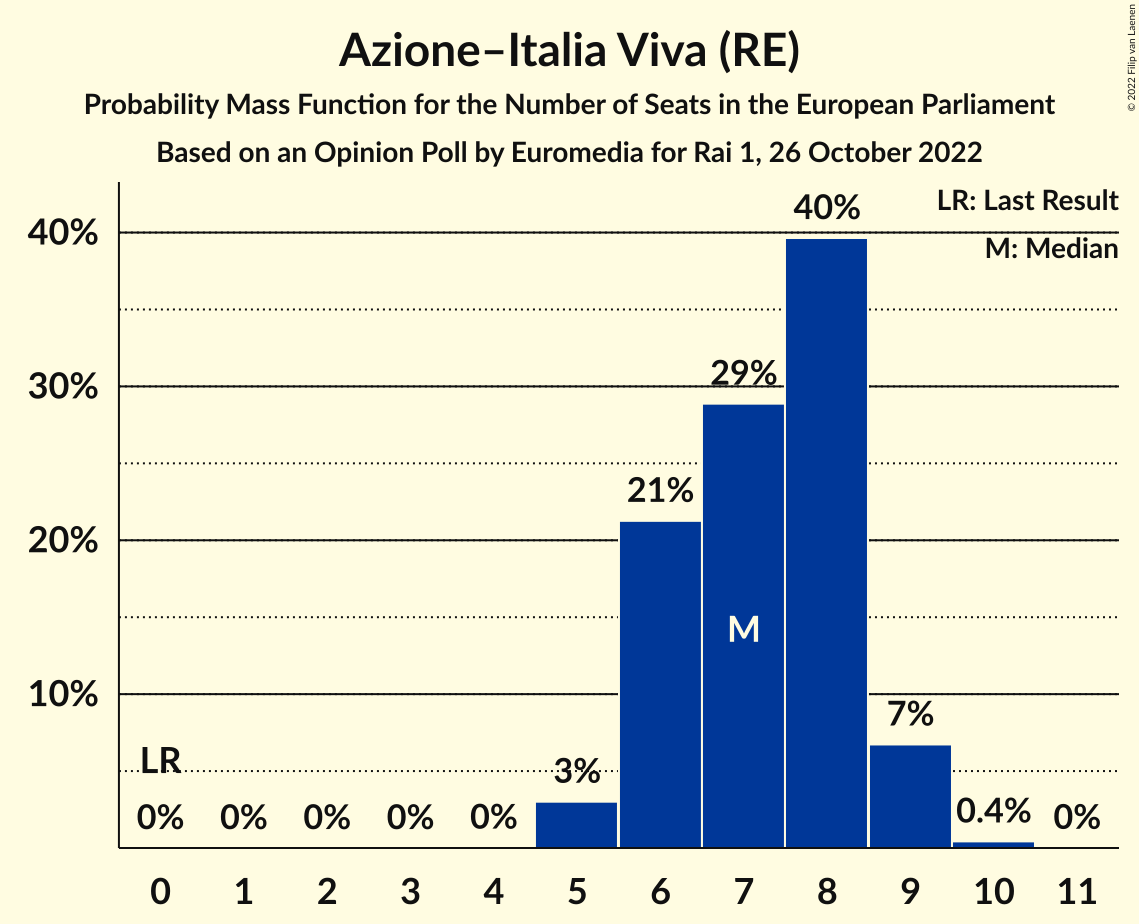 Azione–Italia Viva (RE)
Probability Mass Function for the Number of Seats in the European Parliament
Based on an Opinion Poll by Euromedia for Rai 1, 26 October 2022
© 2022 Filip van Laenen
LR: Last Result
M: Median
40%
30%
20%
10%
LR
0%
0%
0%
0%
0%
3%
21%
29%
M
40%
7%
0.4%
0%
0 1 2 3 4 5 6 7 8 9 10 11